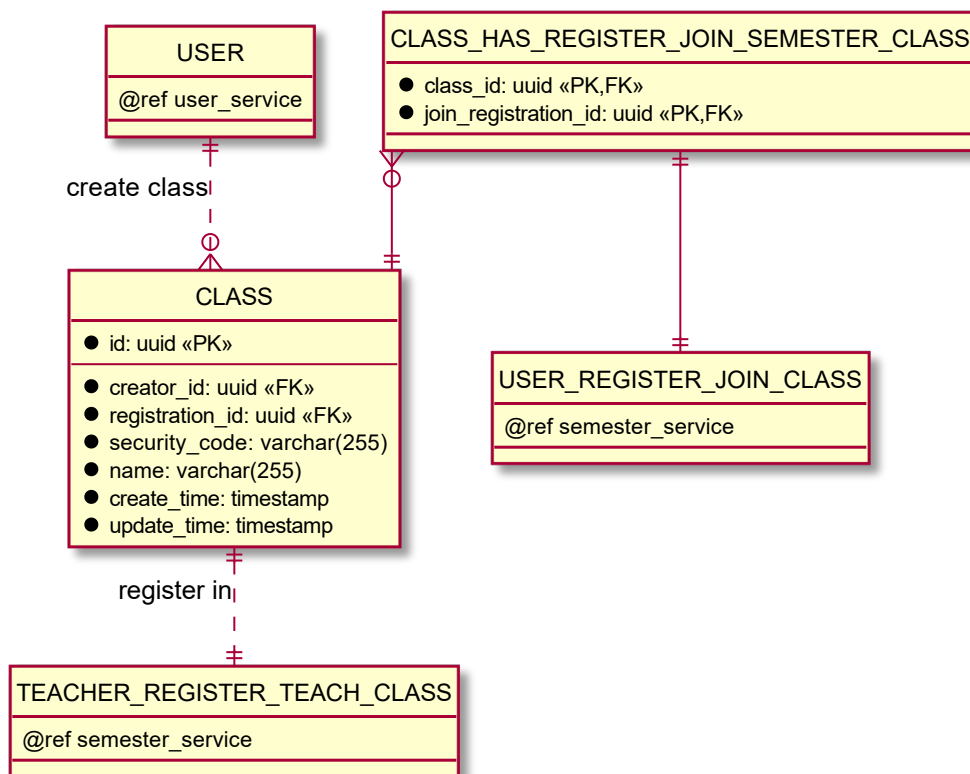 USER
@ref user_service
CLASS_HAS_REGISTER_JOIN_SEMESTER_CLASS
class_id: uuid «PK,FK»
join_registration_id: uuid «PK,FK»
create class
CLASS
id: uuid «PK»
creator_id: uuid «FK»
registration_id: uuid «FK»
security_code: varchar(255)
name: varchar(255)
create_time: timestamp
update_time: timestamp
USER_REGISTER_JOIN_CLASS
@ref semester_service
register in
TEACHER_REGISTER_TEACH_CLASS
@ref semester_service